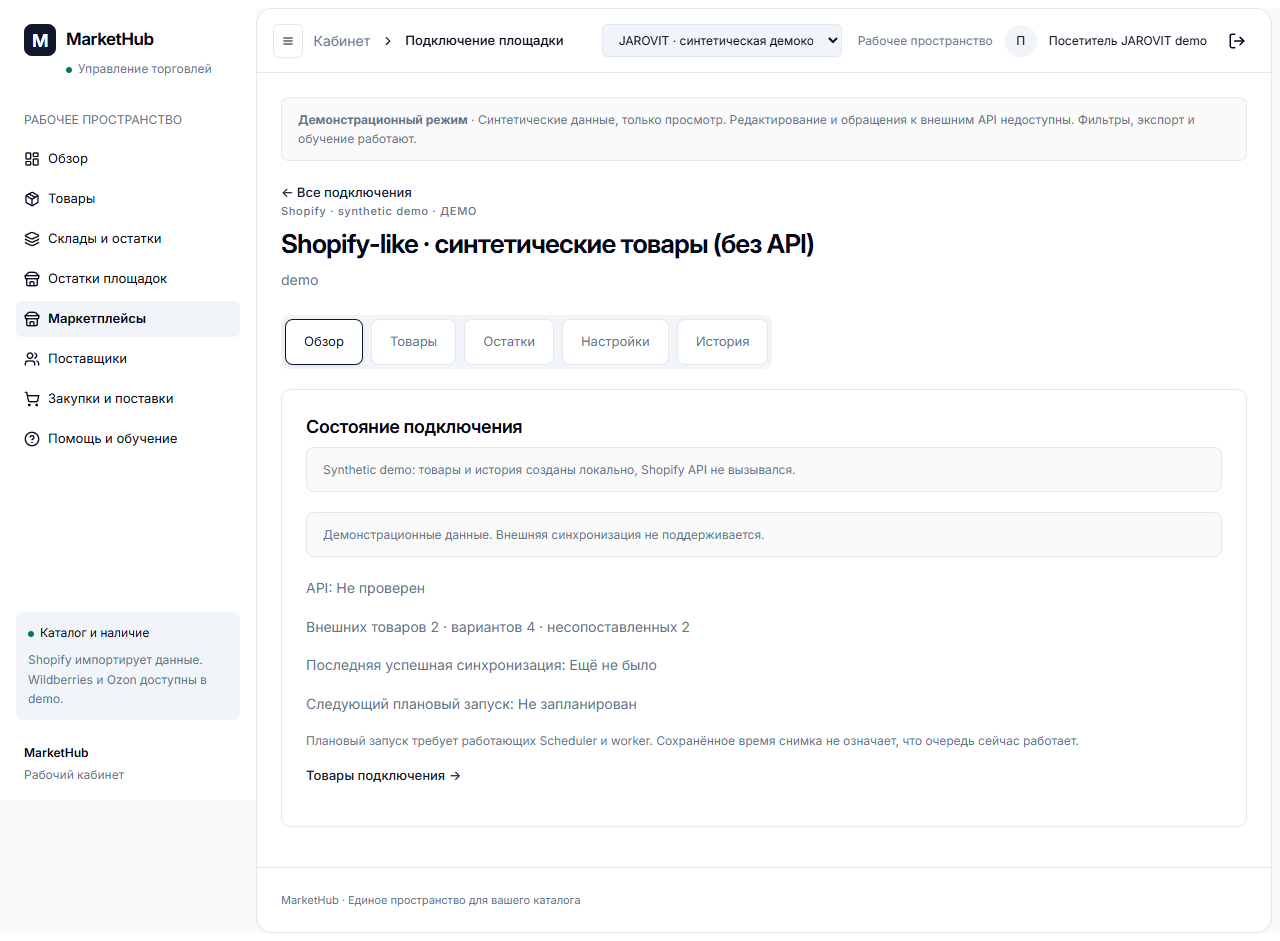 M MarketHub
Управление торговлей
РАБОЧЕЕ ПРОСТРАНСТВО
Обзор
Товары
Склады и остатки
Остатки площадок
Маркетплейсы
Поставщики
Закупки и поставки
Помощь и обучение
Каталог и наличие
Shopify импортирует данные.
Wildberries и Ozon доступны в
demo.
MarketHub
Рабочий кабинет
Кабинет > Подключение площадки
JAROVIT · синтетическая демоко
Рабочее пространство
П
Посетитель JAROVIT demo
Демонстрационный режим · Синтетические данные, только просмотр. Редактирование и обращения к внешним API недоступны. Фильтры, экспорт и
обучение работают.
← Все подключения
Shopify · synthetic demo · ДЕМО
Shopify-like · синтетические товары (без API)
demo
Обзор
Товары
Остатки
Настройки
История
Состояние подключения
Synthetic demo: товары и история созданы локально, Shopify API не вызывался.
Демонстрационные данные. Внешняя синхронизация не поддерживается.
API: Не проверен
Внешних товаров 2 · вариантов 4 · несопоставленных 2
Последняя успешная синхронизация: Ещё не было
Следующий плановый запуск: Не запланирован
Плановый запуск требует работающих Scheduler и worker. Сохранённое время снимка не означает, что очередь сейчас работает.
Товары подключения →
MarketHub · Единое пространство для вашего каталога